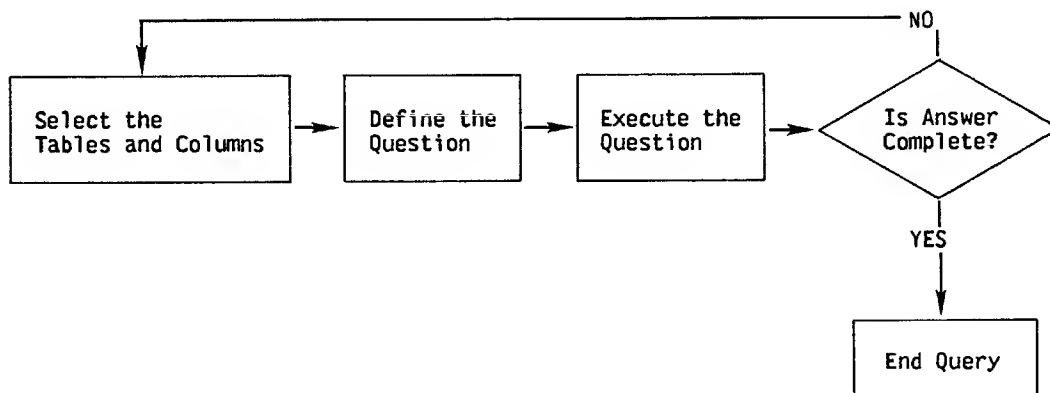 NO
Select the
Tables and Columns
Define the
Question
Execute the
Question
Is Answer
Complete?
YES
End Query